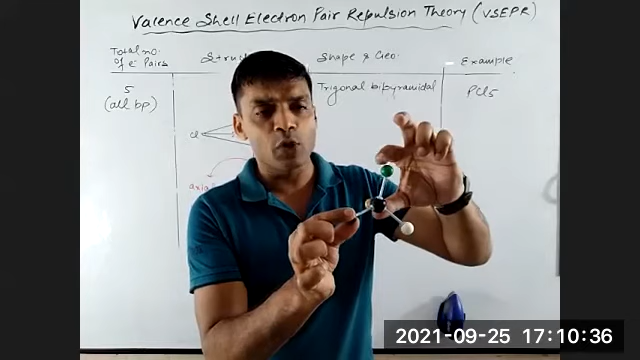 Valence Shell Electron Pair Repulsion Theory (VSEPR)
Total no. of e⁻ Pairs
Shape & Geo.
Example
5
(all bp)
Trigonal bipyramidal
PCl5
Cl
2021-09-25 17:10:36